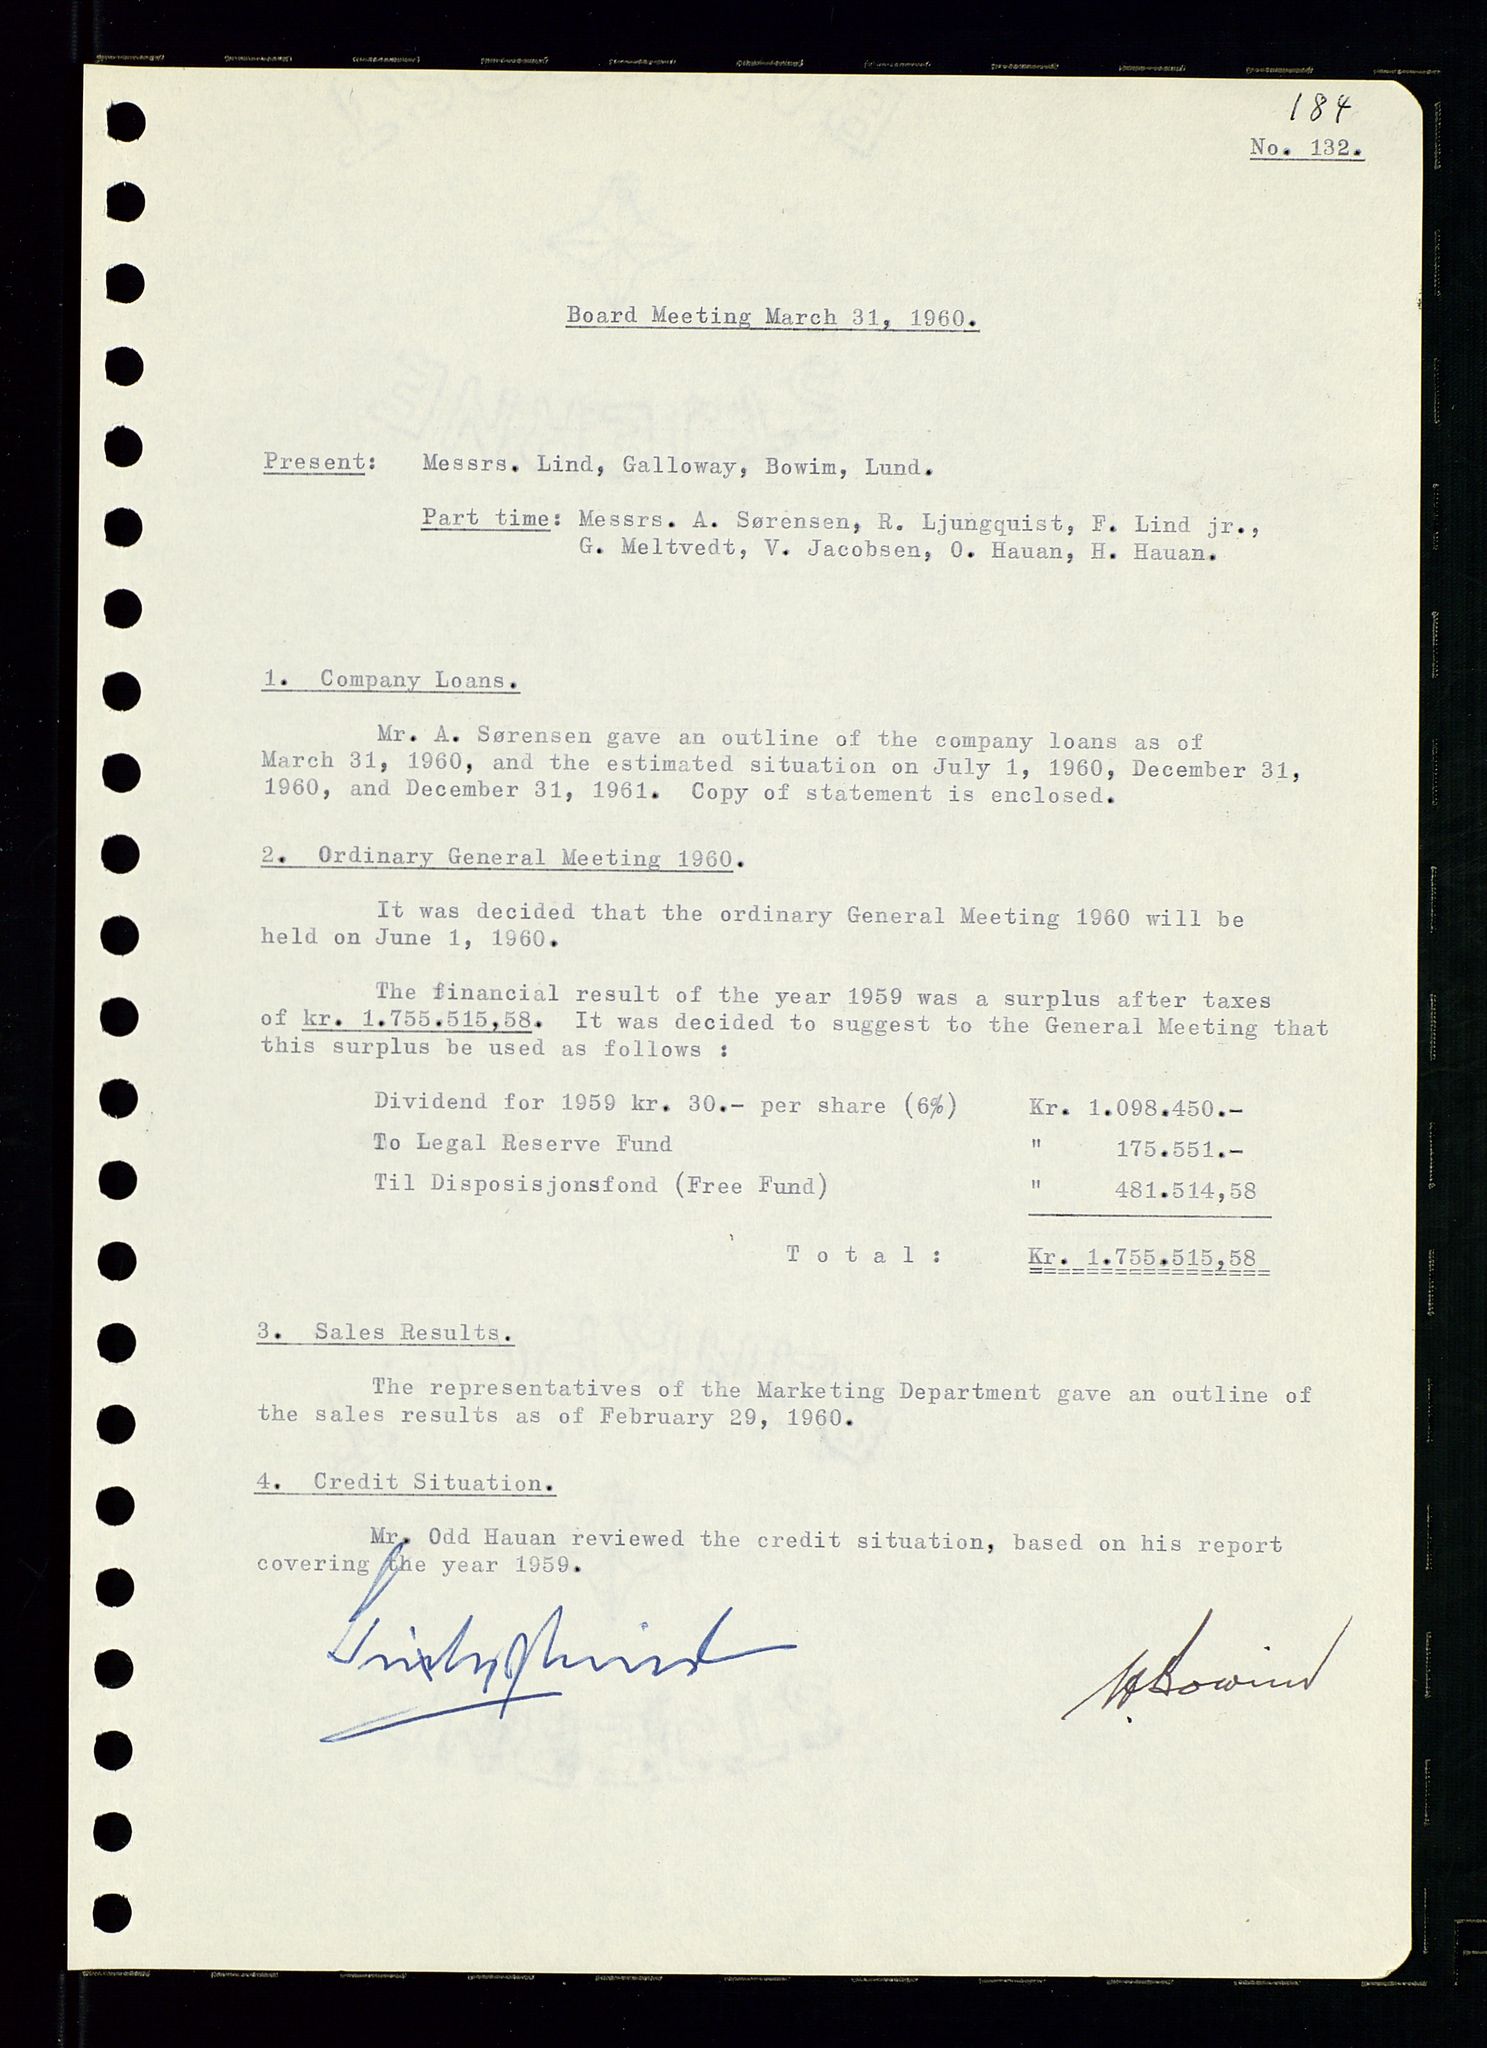 184
No. 132.
Board Meeting March 31, 1960.
Present: Messrs. Lind, Galloway, Bowim, Lund.
Part time: Messrs. A. Sørensen, R. Ljungquist, F. Lind jr.,
G. Meltvedt, V. Jacobsen, O. Hauan, H. Hauan.
1. Company Loans.
Mr. A. Sørensen gave an outline of the company loans as of
March 31, 1960, and the estimated situation on July 1, 1960, December 31,
1960, and December 31, 1961. Copy of statement is enclosed.
2. Ordinary General Meeting 1960.
It was decided that the ordinary General Meeting 1960 will be
held on June 1, 1960.
The financial result of the year 1959 was a surplus after taxes
of kr. 1.755.515,58. It was decided to suggest to the General Meeting that
this surplus be used as follows :
Dividend for 1959 kr. 30.- per share (6%) Kr. 1.098.450.-
To Legal Reserve Fund " 175.551.-
Til Disposisjonsfond (Free Fund) " 481.514,58
T o t a l : Kr. 1.755.515,58
3. Sales Results.
The representatives of the Marketing Department gave an outline of
the sales results as of February 29, 1960.
4. Credit Situation.
Mr. Odd Hauan reviewed the credit situation, based on his report
covering the year 1959.